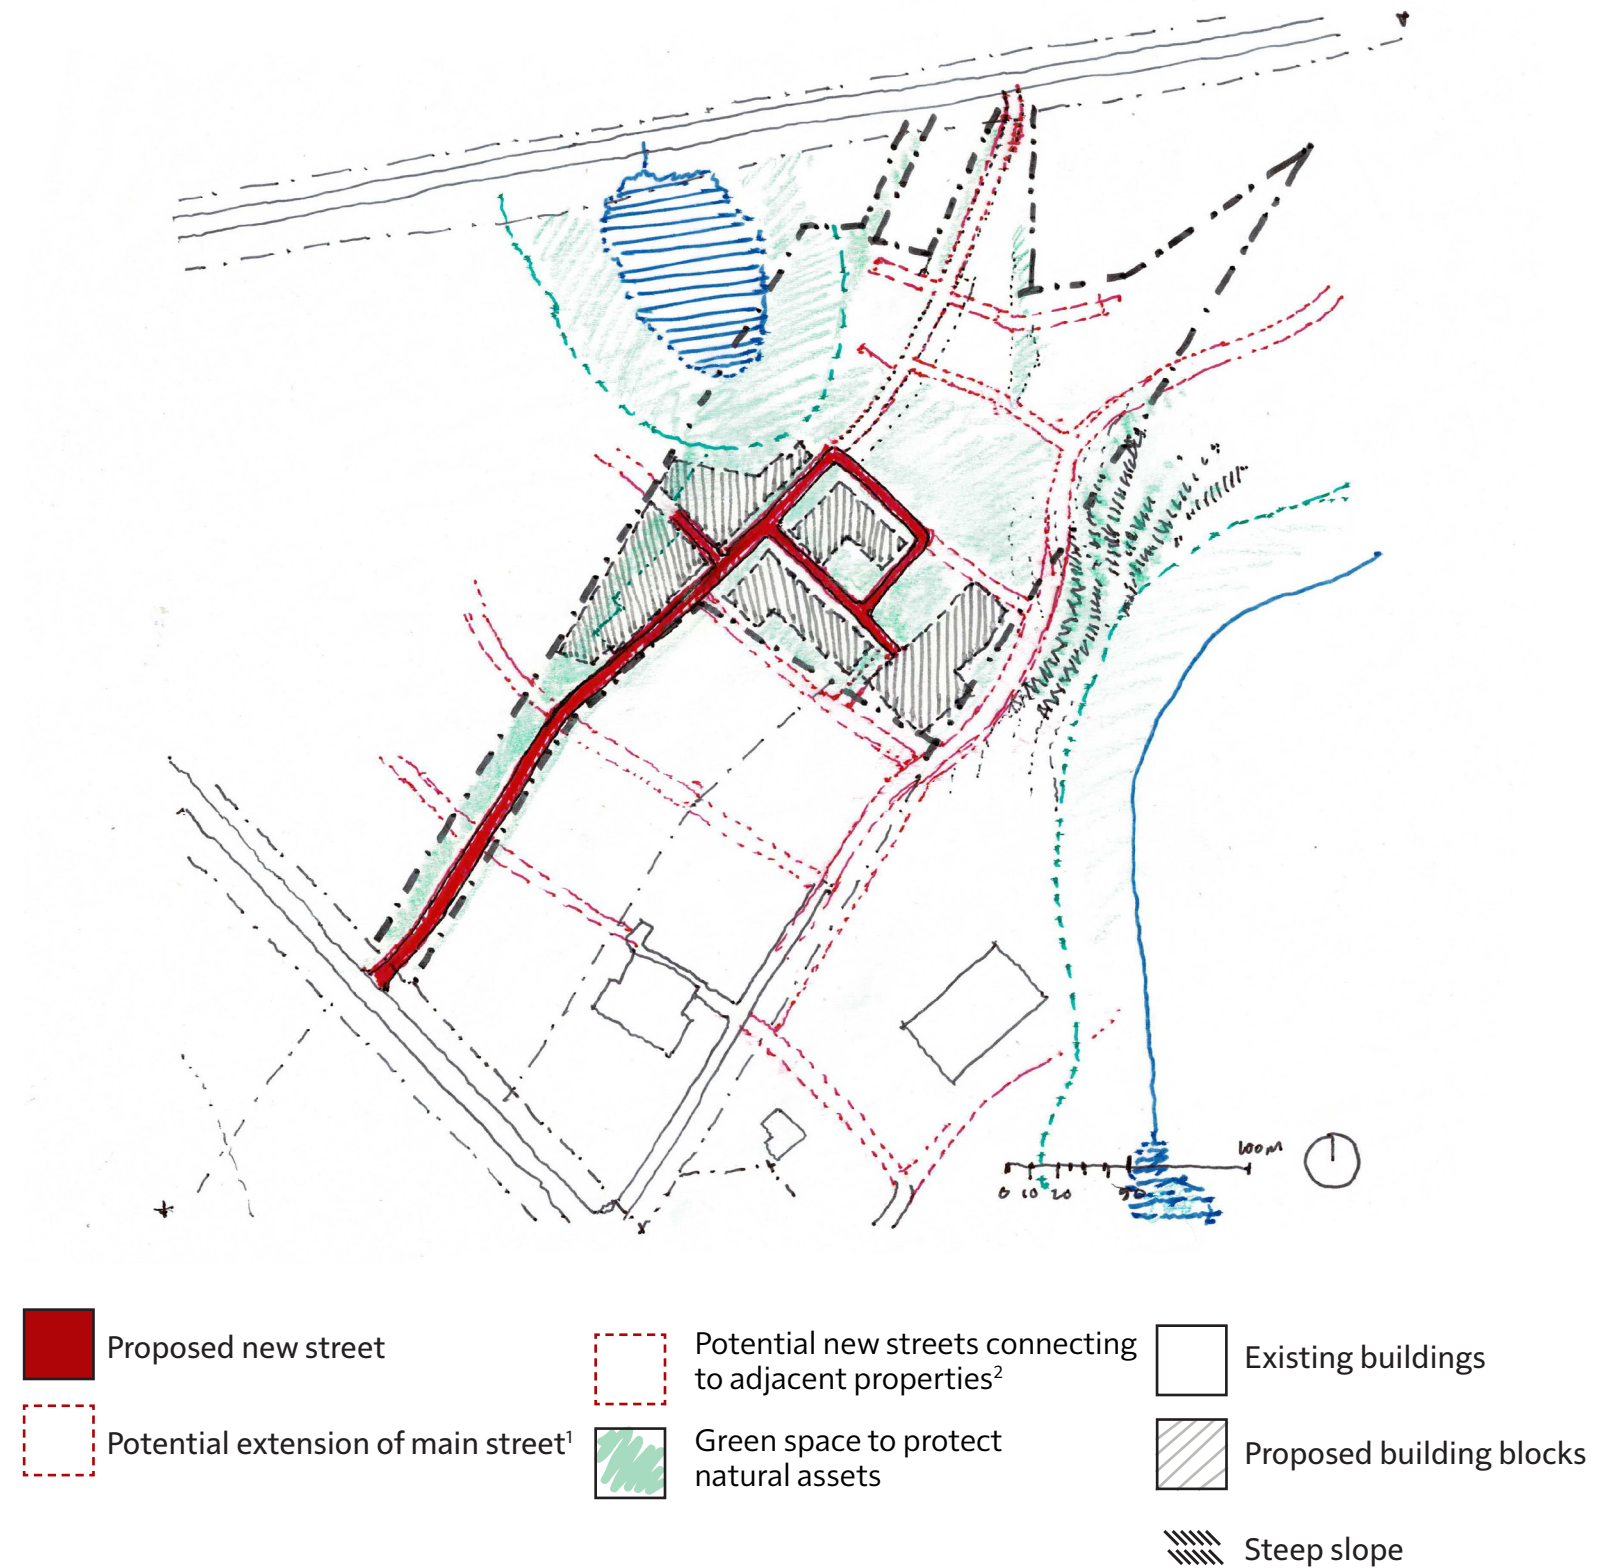 100m
0 10 20 50
Proposed new street
Potential extension of main street¹
Potential new streets connecting
to adjacent properties²
Green space to protect
natural assets
Existing buildings
Proposed building blocks
Steep slope